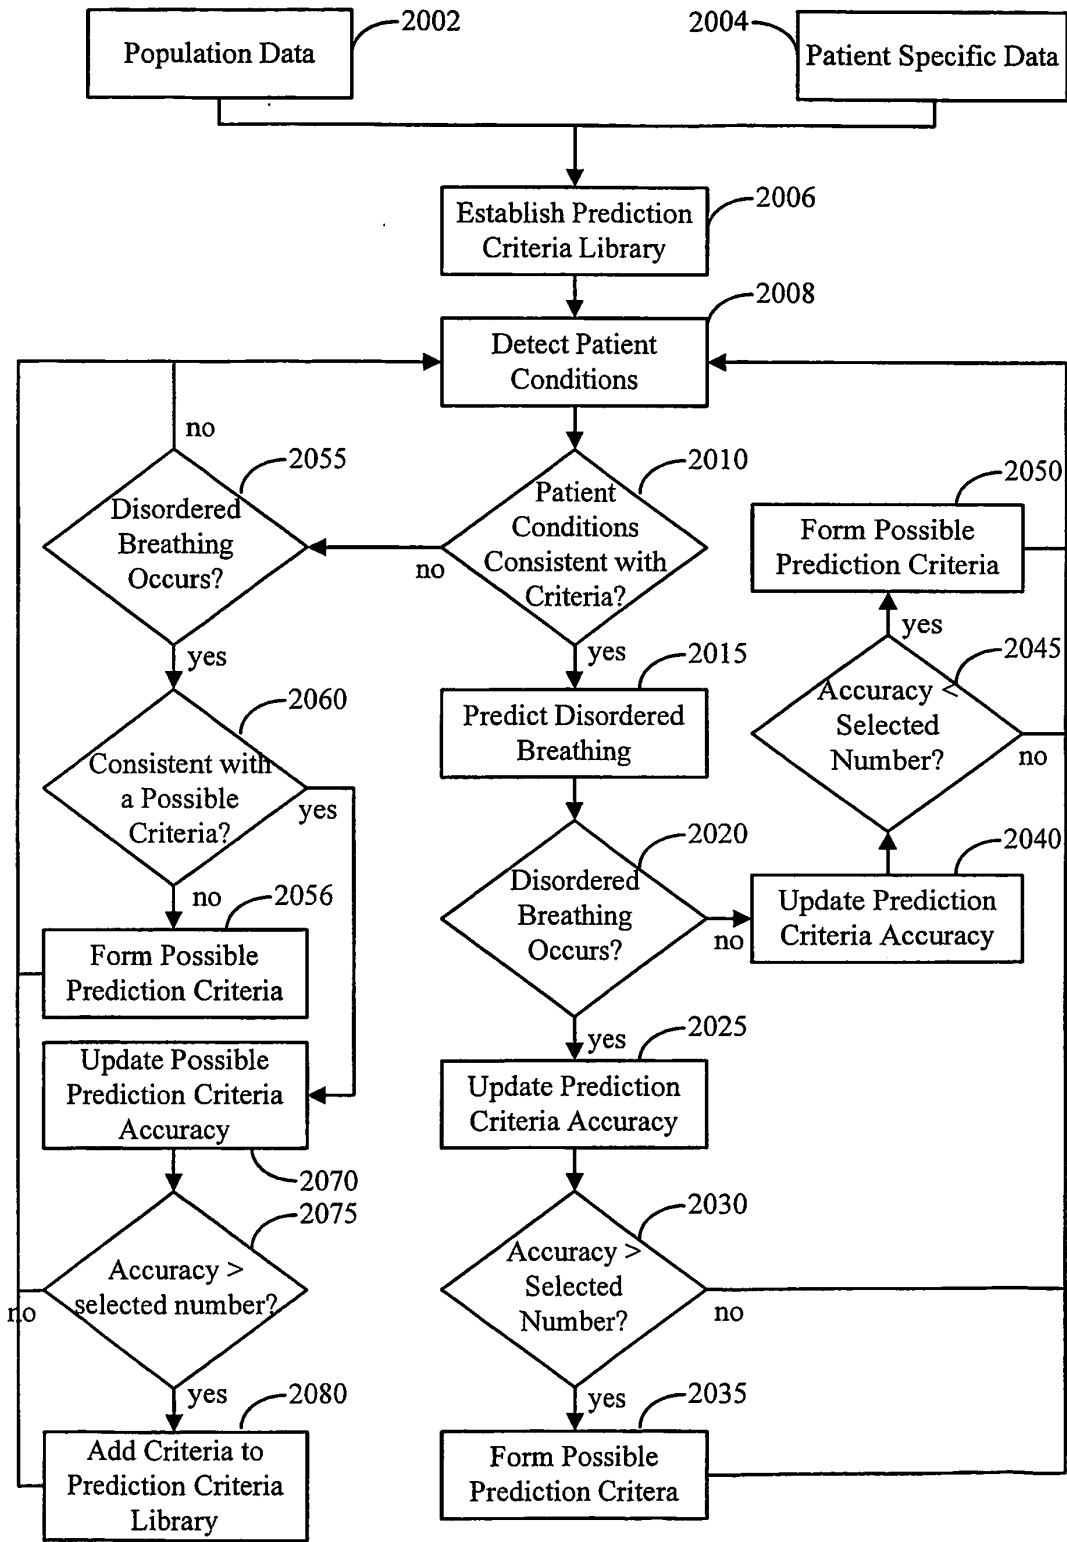 2002
2004
Population Data
Patient Specific Data
2006
Establish Prediction
Criteria Library
2008
Detect Patient
Conditions
no
2055
Disordered
Breathing
Occurs?
2010
Patient
Conditions
Consistent with
Criteria?
no
yes
2050
Form Possible
Prediction Criteria
yes
2045
Accuracy <
Selected
Number?
no
yes
2060
Consistent with
a Possible
Criteria?
yes
no
2015
Predict Disordered
Breathing
2020
Disordered
Breathing
Occurs?
no
yes
2040
Update Prediction
Criteria Accuracy
2056
Form Possible
Prediction Criteria
Update Possible
Prediction Criteria
Accuracy
2070
2075
Accuracy >
selected number?
no
yes
2080
Add Criteria to
Prediction Criteria
Library
2025
Update Prediction
Criteria Accuracy
2030
Accuracy >
Selected
Number?
no
yes
2035
Form Possible
Prediction Critera